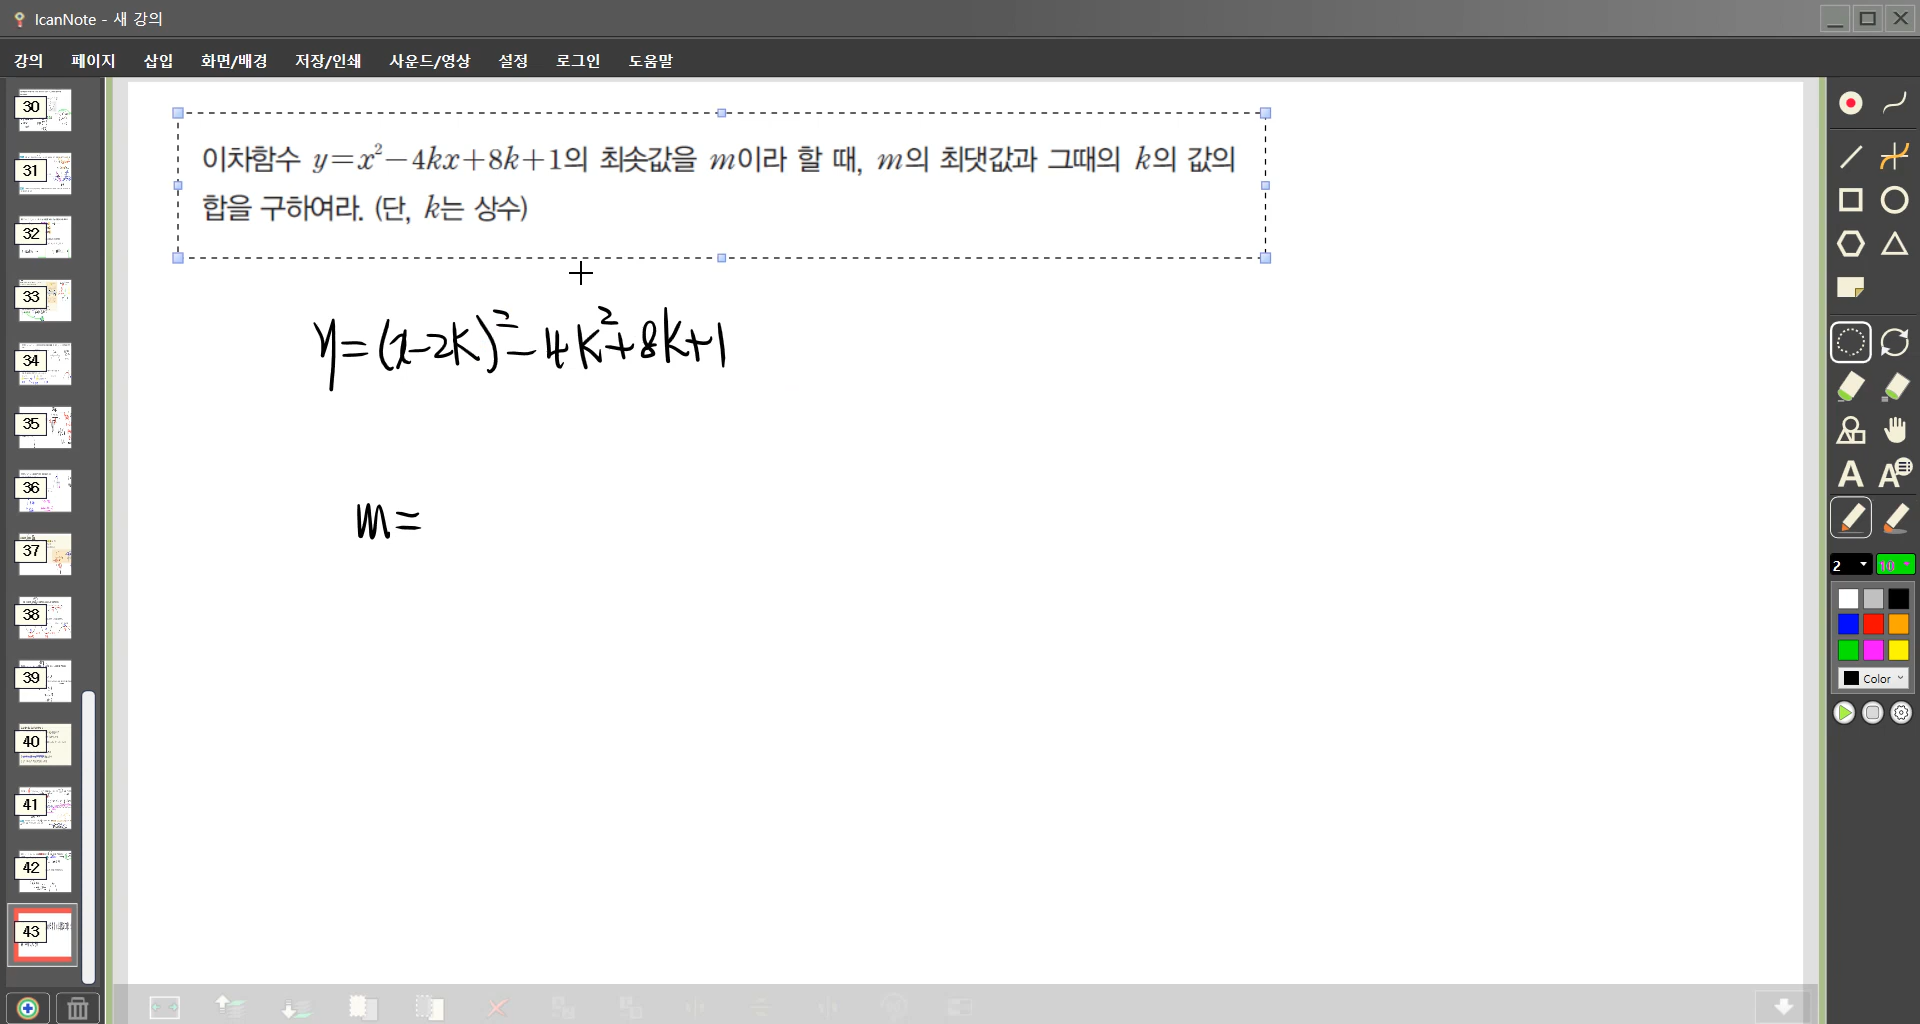 IcanNote - 새 강의
강의 페이지 삽입 화면/배경 저장/인쇄 사운드/영상 설정 로그인 도움말
이차함수 y=x²-4kx+8k+1의 최솟값을 m이라 할 때, m의 최댓값과 그때의 k의 값의
합을 구하여라. (단, k는 상수)
y=(x-2k)²-4k²+8k+1
m=
30
31
32
33
34
35
36
37
38
39
40
41
42
43
A A
2 10
Color